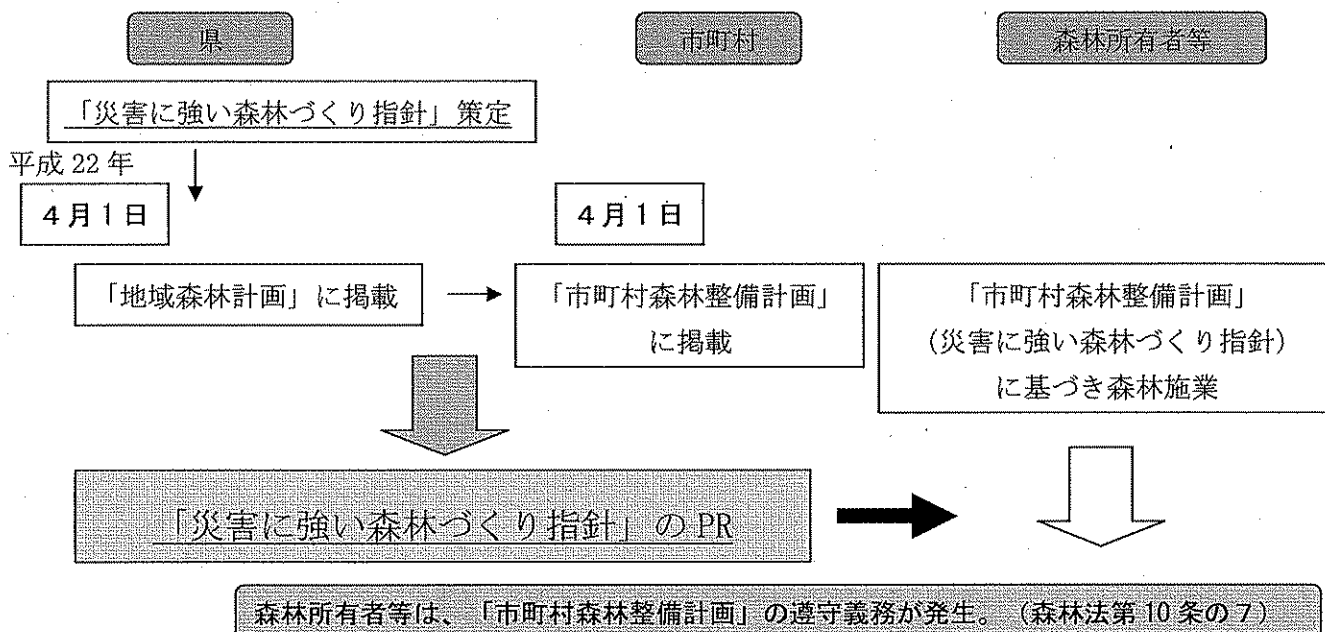 県
市町村
森林所有者等
「災害に強い森林づくり指針」策定
平成 22 年
4月1日
4月1日
「地域森林計画」に掲載
「市町村森林整備計画」
に掲載
「市町村森林整備計画」
(災害に強い森林づくり指針)
に基づき森林施業
「災害に強い森林づくり指針」の PR
森林所有者等は、「市町村森林整備計画」の遵守義務が発生。(森林法第 10 条の 7)